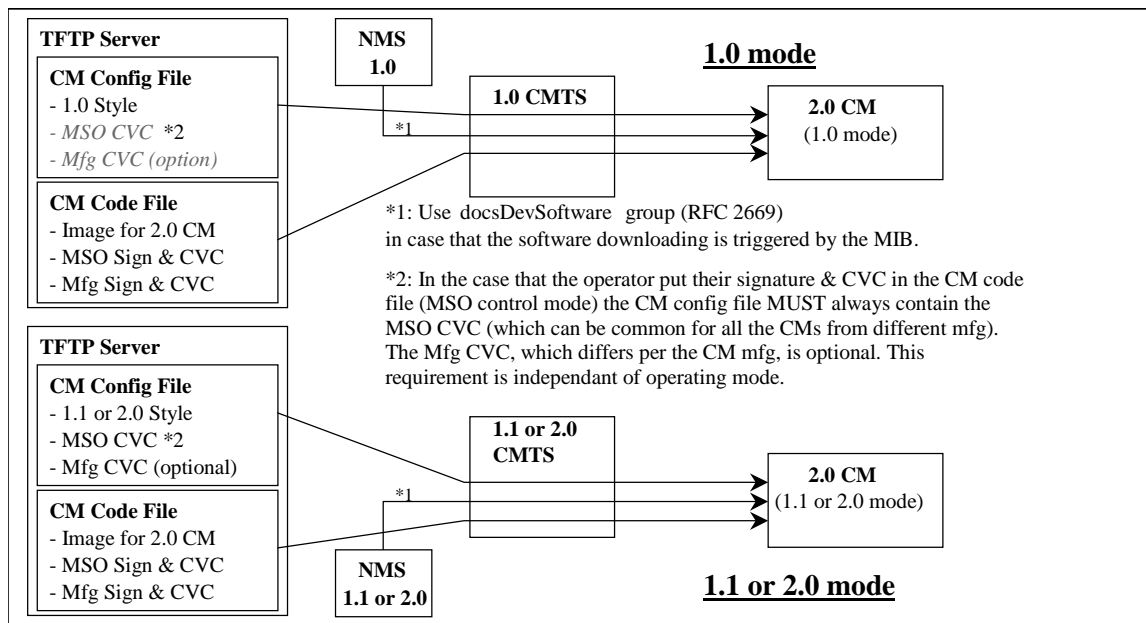 TFTP Server
CM Config File
- 1.0 Style
- MSO CVC *2
- Mfg CVC (option)
CM Code File
- Image for 2.0 CM
- MSO Sign & CVC
- Mfg Sign & CVC
NMS
1.0
1.0 mode
1.0 CMTS
*1
2.0 CM
(1.0 mode)
*1: Use docsDevSoftware group (RFC 2669)
in case that the software downloading is triggered by the MIB.
*2: In the case that the operator put their signature & CVC in the CM code
file (MSO control mode) the CM config file MUST always contain the
MSO CVC (which can be common for all the CMs from different mfg).
The Mfg CVC, which differs per the CM mfg, is optional. This
requirement is independant of operating mode.
TFTP Server
CM Config File
- 1.1 or 2.0 Style
- MSO CVC *2
- Mfg CVC (optional)
CM Code File
- Image for 2.0 CM
- MSO Sign & CVC
- Mfg Sign & CVC
1.1 or 2.0
CMTS
*1
2.0 CM
(1.1 or 2.0 mode)
NMS
1.1 or 2.0
1.1 or 2.0 mode